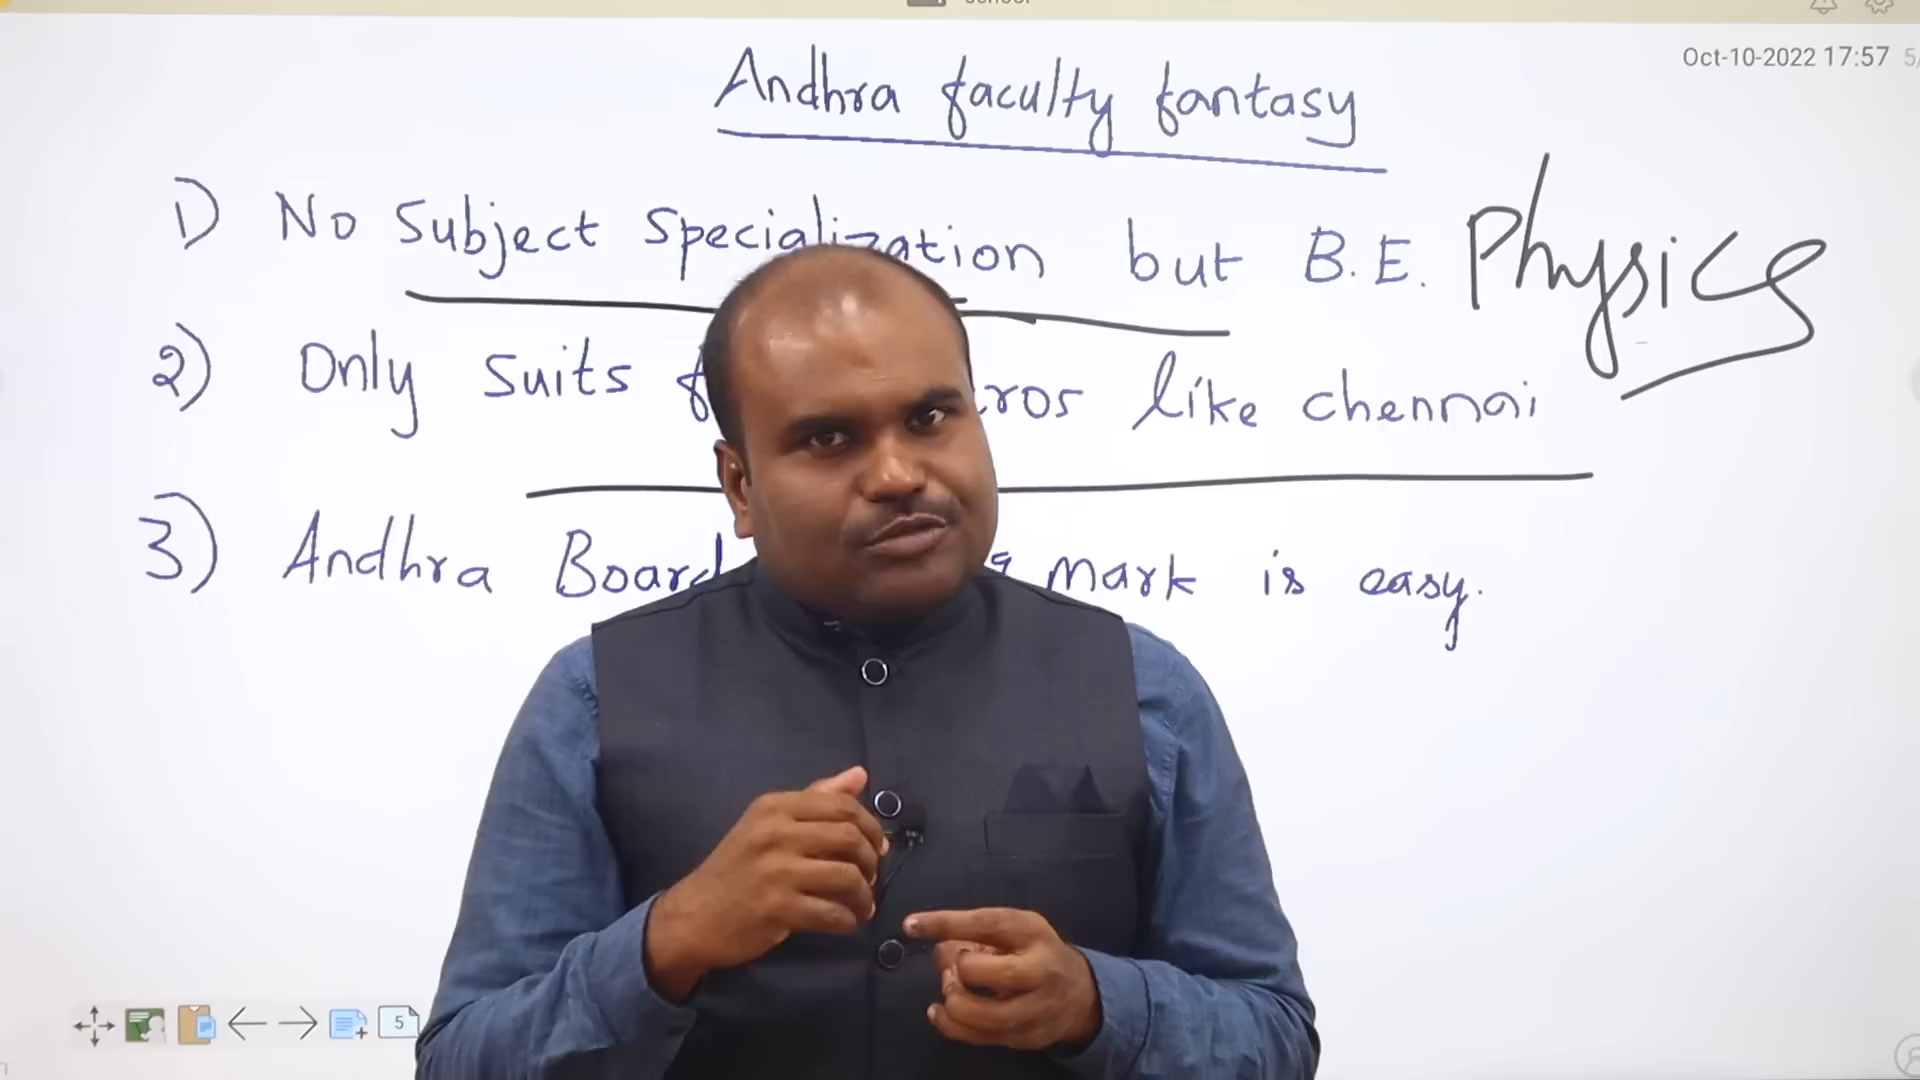 Oct-10-2022 17:57
Andhra faculty fantasy
1) No Subject Specialization but B.E. Physics
2) Only Suits like chennai
3) Andhra Board mark is easy.
5